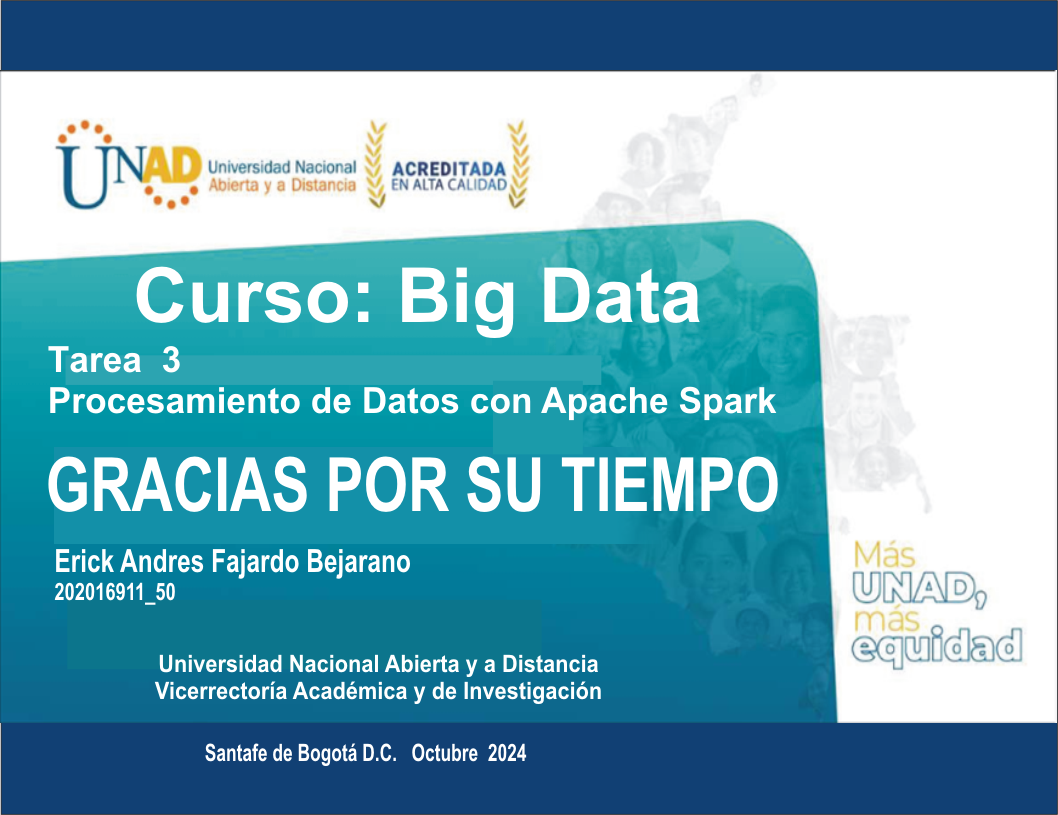 UNAD
Universidad Nacional
Abierta y a Distancia
ACREDITADA
EN ALTA CALIDAD
Curso: Big Data
Tarea 3
Procesamiento de Datos con Apache Spark
GRACIAS POR SU TIEMPO
Erick Andres Fajardo Bejarano
202016911_50
Más
UNAD,
más
equidad
Universidad Nacional Abierta y a Distancia
Vicerrectoría Académica y de Investigación
Santafe de Bogotá D.C. Octubre 2024